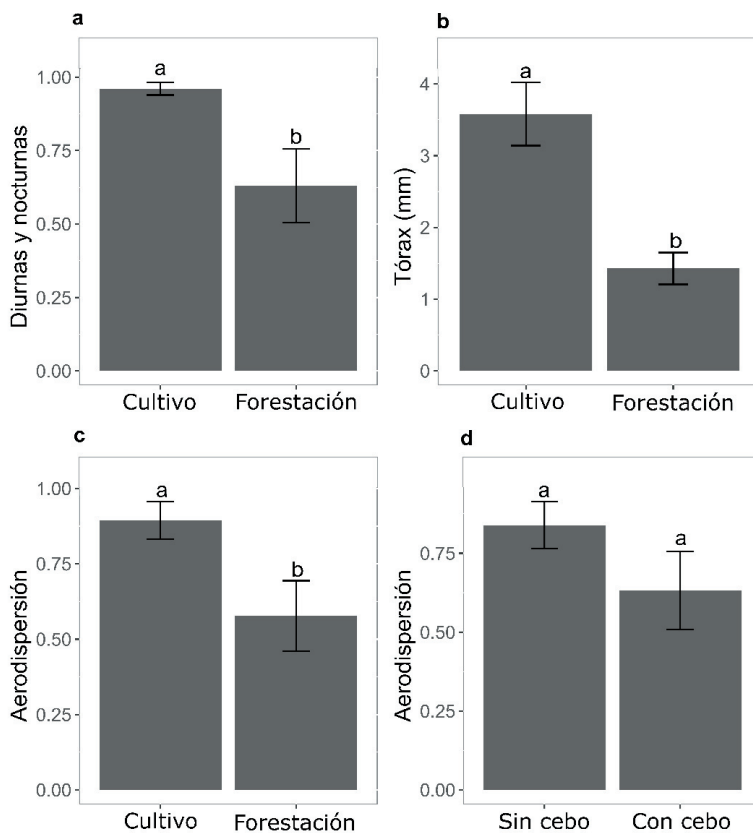 a
Diurnas y nocturnas
1.00
0.75
0.50
0.25
0.00
a
b
Cultivo
Forestación
b
Tórax (mm)
4
3
2
1
0
a
b
Cultivo
Forestación
c
Aerodispersión
1.00
0.75
0.50
0.25
0.00
a
b
Cultivo
Forestación
d
Aerodispersión
0.75
0.50
0.25
0.00
a
a
Sin cebo
Con cebo